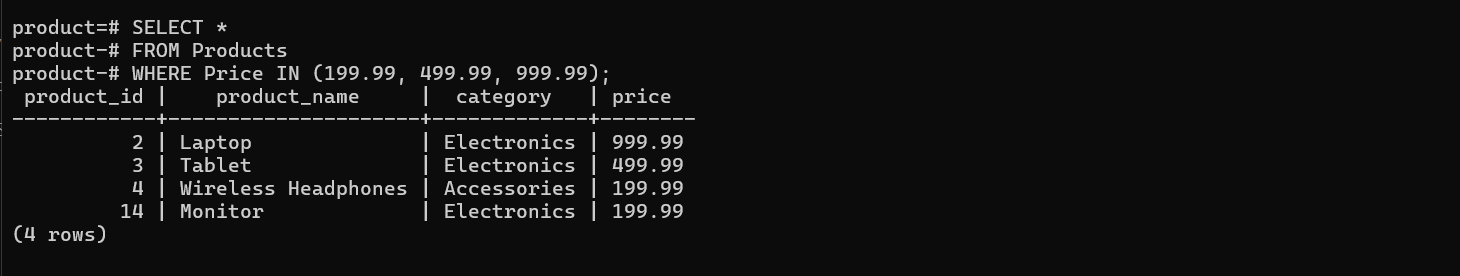 product=# SELECT *
product-# FROM Products
product-# WHERE Price IN (199.99, 499.99, 999.99);
 product_id |    product_name     |  category   | price
------------+---------------------+-------------+--------
          2 | Laptop              | Electronics | 999.99
          3 | Tablet              | Electronics | 499.99
          4 | Wireless Headphones | Accessories | 199.99
         14 | Monitor             | Electronics | 199.99
(4 rows)